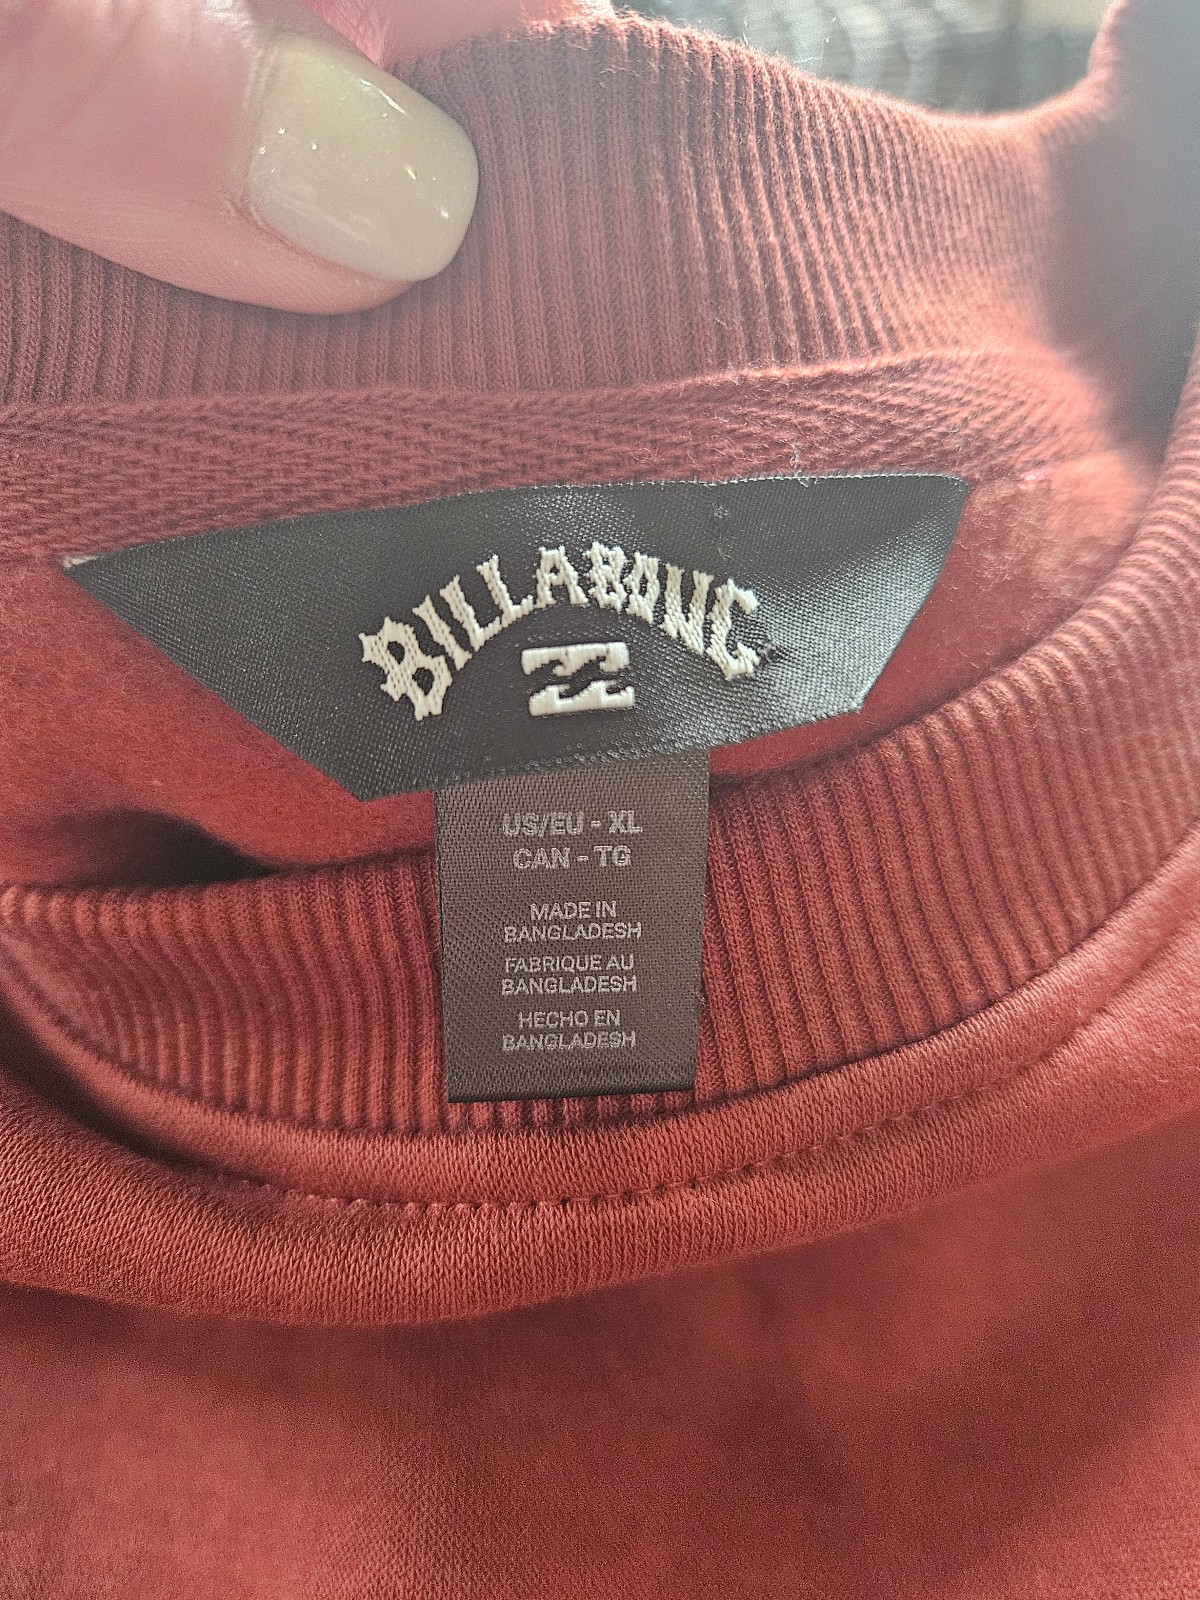 BILLABONG
US/EU - XL
CAN - TG
MADE IN
BANGLADESH
FABRIQUE AU
BANGLADESH
HECHO EN
BANGLADESH